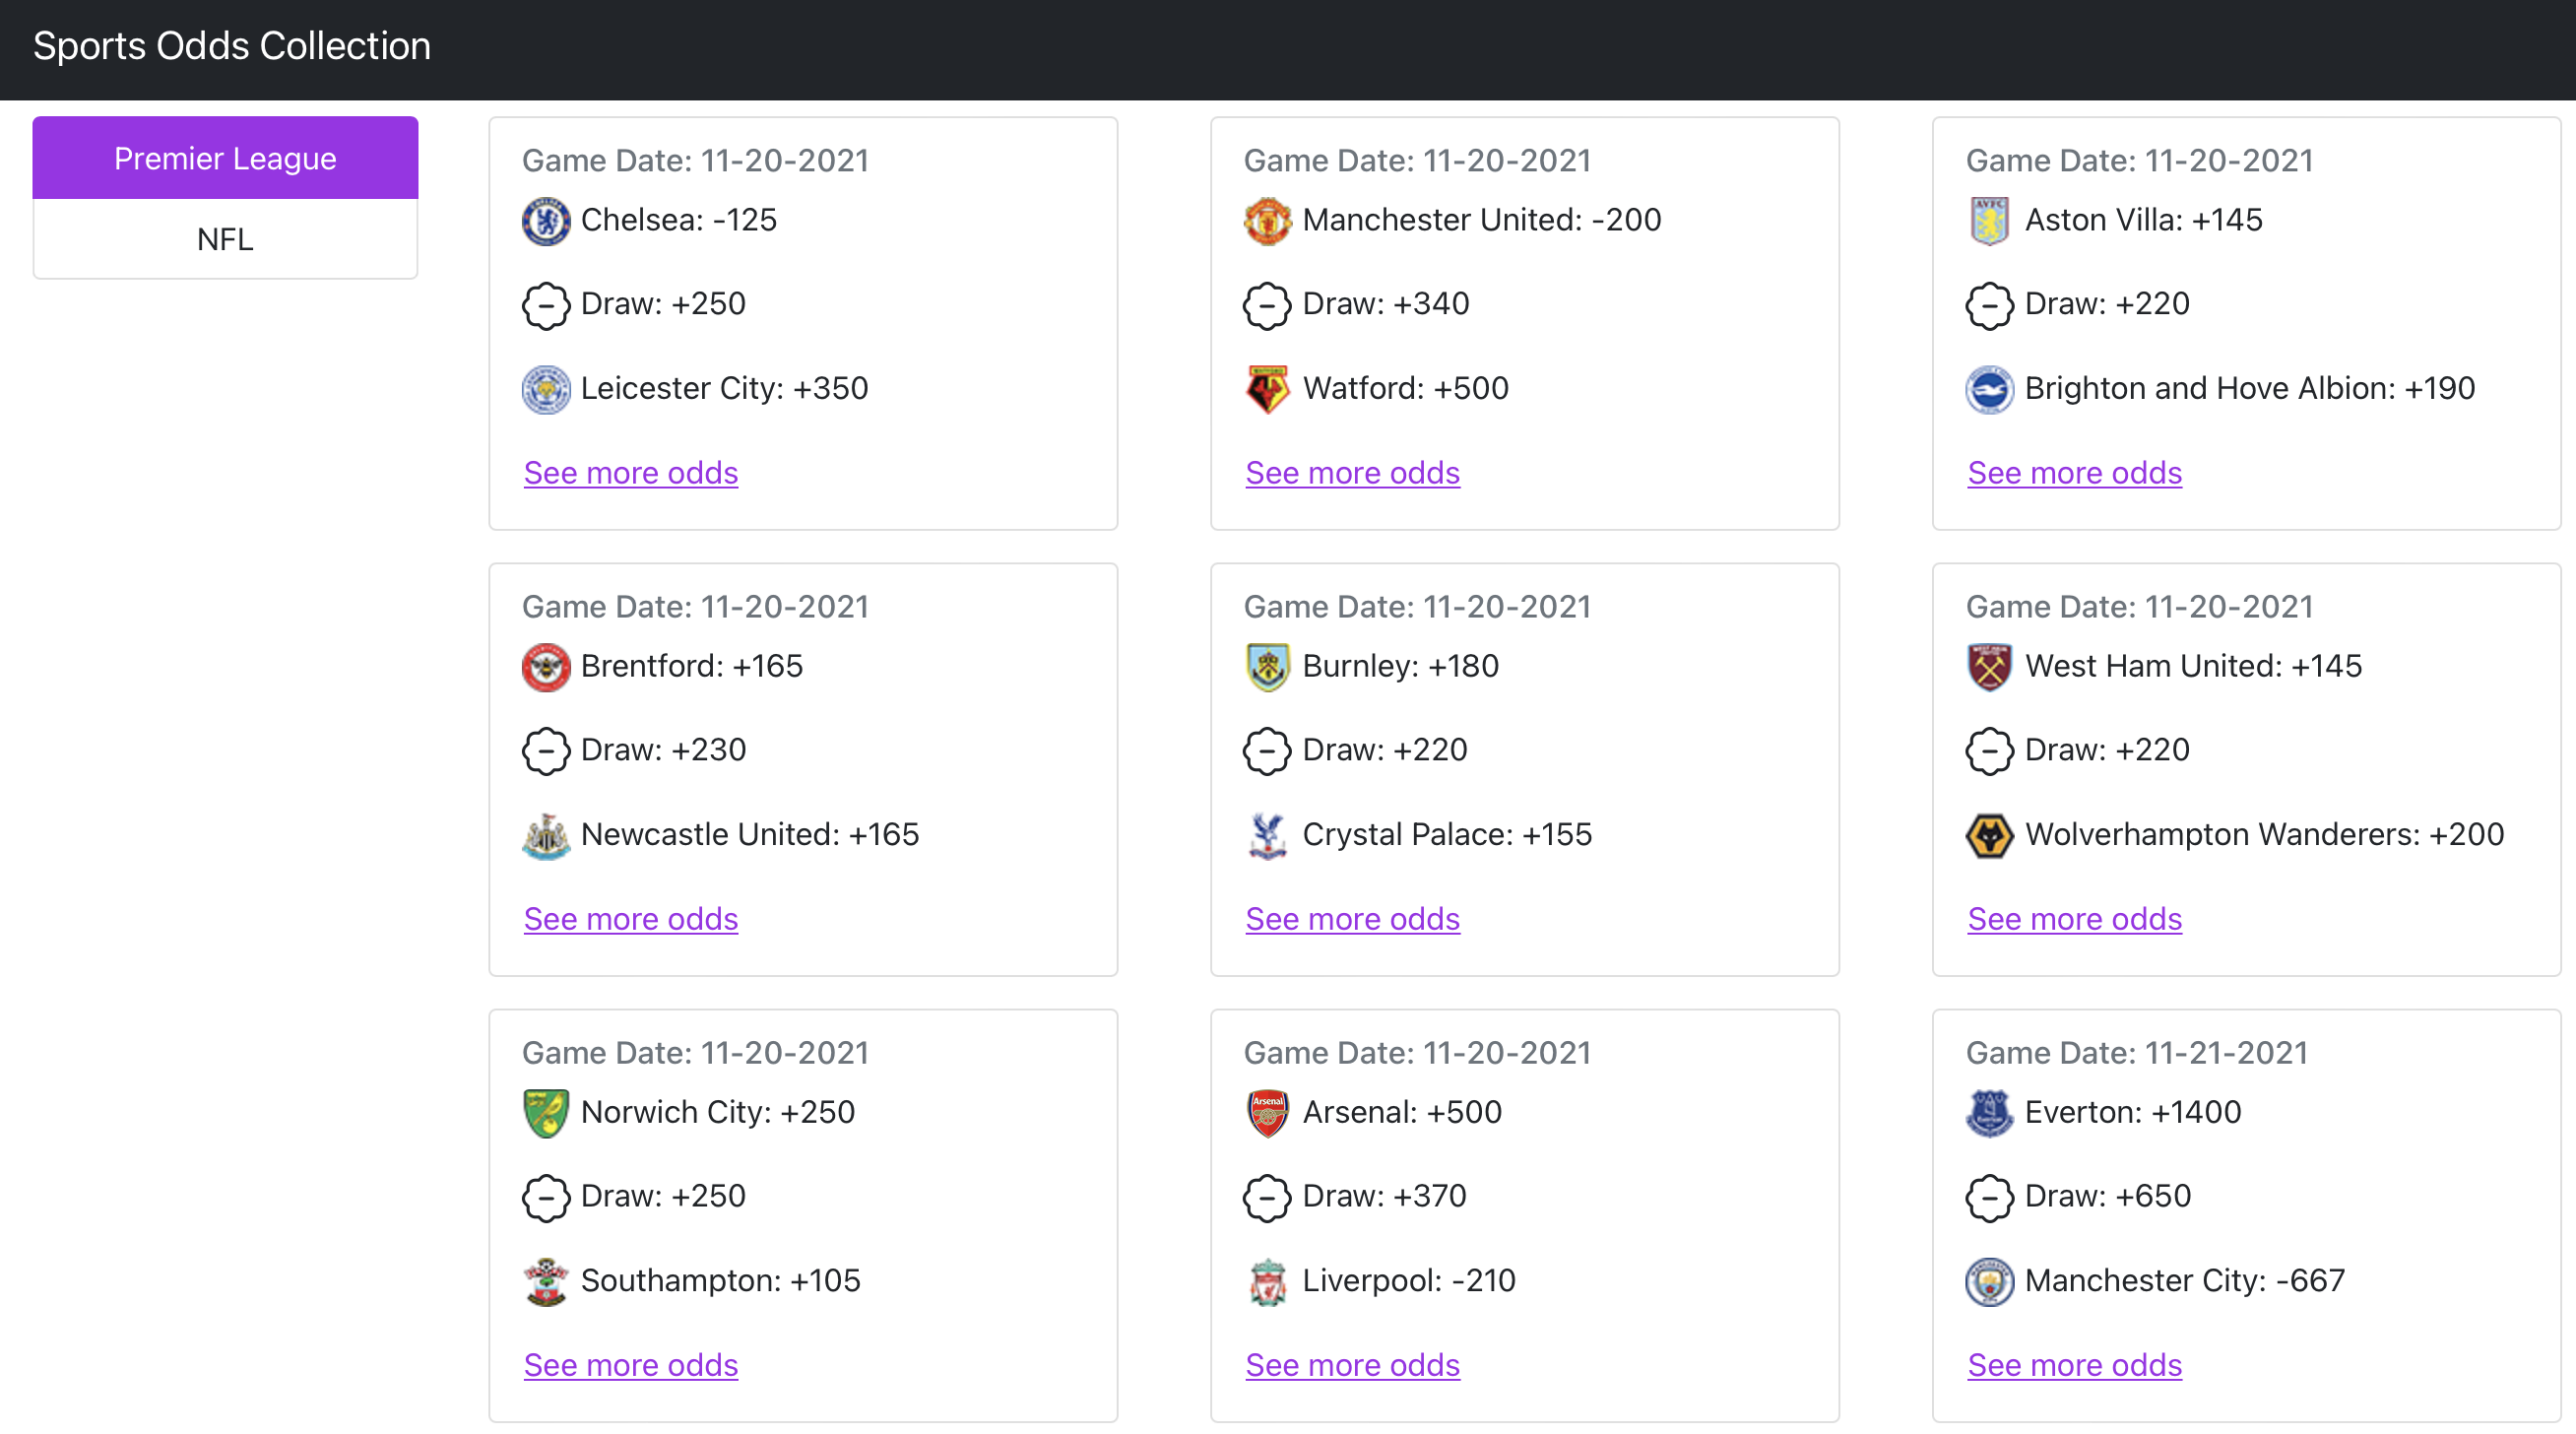 Sports Odds Collection
Premier League
NFL
Game Date: 11-20-2021
Chelsea: -125
Draw: +250
Leicester City: +350
See more odds
Game Date: 11-20-2021
Manchester United: -200
Draw: +340
Watford: +500
See more odds
Game Date: 11-20-2021
Aston Villa: +145
Draw: +220
Brighton and Hove Albion: +190
See more odds
Game Date: 11-20-2021
Brentford: +165
Draw: +230
Newcastle United: +165
See more odds
Game Date: 11-20-2021
Burnley: +180
Draw: +220
Crystal Palace: +155
See more odds
Game Date: 11-20-2021
West Ham United: +145
Draw: +220
Wolverhampton Wanderers: +200
See more odds
Game Date: 11-20-2021
Norwich City: +250
Draw: +250
Southampton: +105
See more odds
Game Date: 11-20-2021
Arsenal
Arsenal: +500
Draw: +370
Liverpool: -210
See more odds
Game Date: 11-21-2021
Everton: +1400
Draw: +650
Manchester City: -667
See more odds